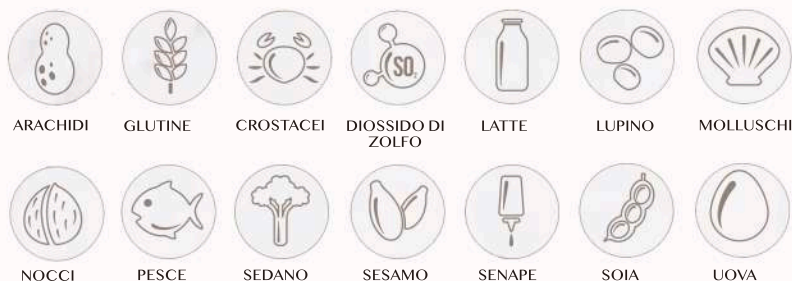 SO₂
ARACHIDI GLUTINE CROSTACEI DIOSSIDO DI ZOLFO LATTE LUPINO MOLLUSCHI
NOCCI PESCE SEDANO SESAMO SENAPE SOIA UOVA